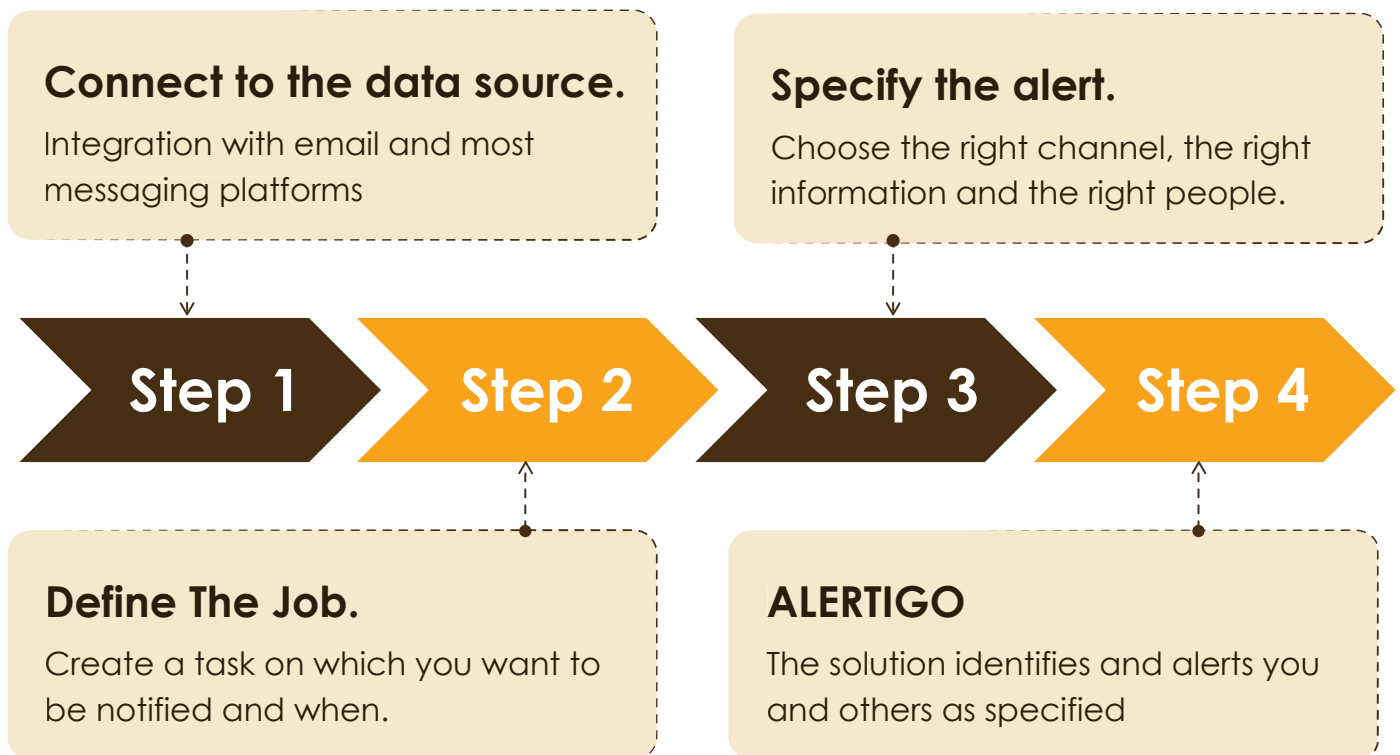 Connect to the data source.
Integration with email and most
messaging platforms
Specify the alert.
Choose the right channel, the right
information and the right people.
Step 1
Step 2
Step 3
Step 4
Define The Job.
Create a task on which you want to
be notified and when.
ALERTIGO
The solution identifies and alerts you
and others as specified